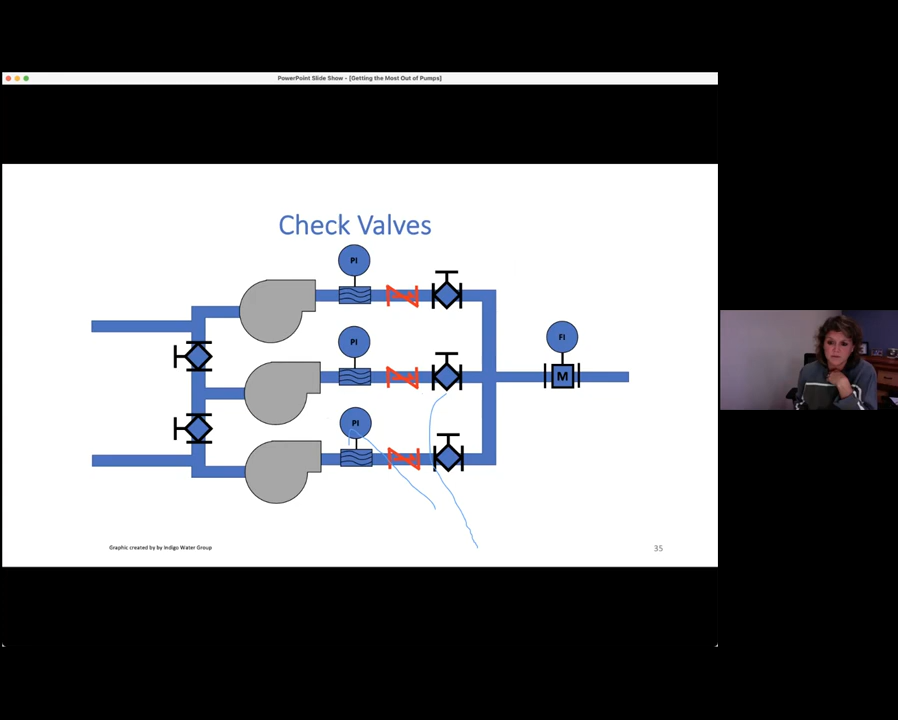 PowerPoint Slide Show - [Getting the Most Out of Pumps]
Check Valves
PI
PI
FI
M
PI
Graphic created by by Indigo Water Group
35